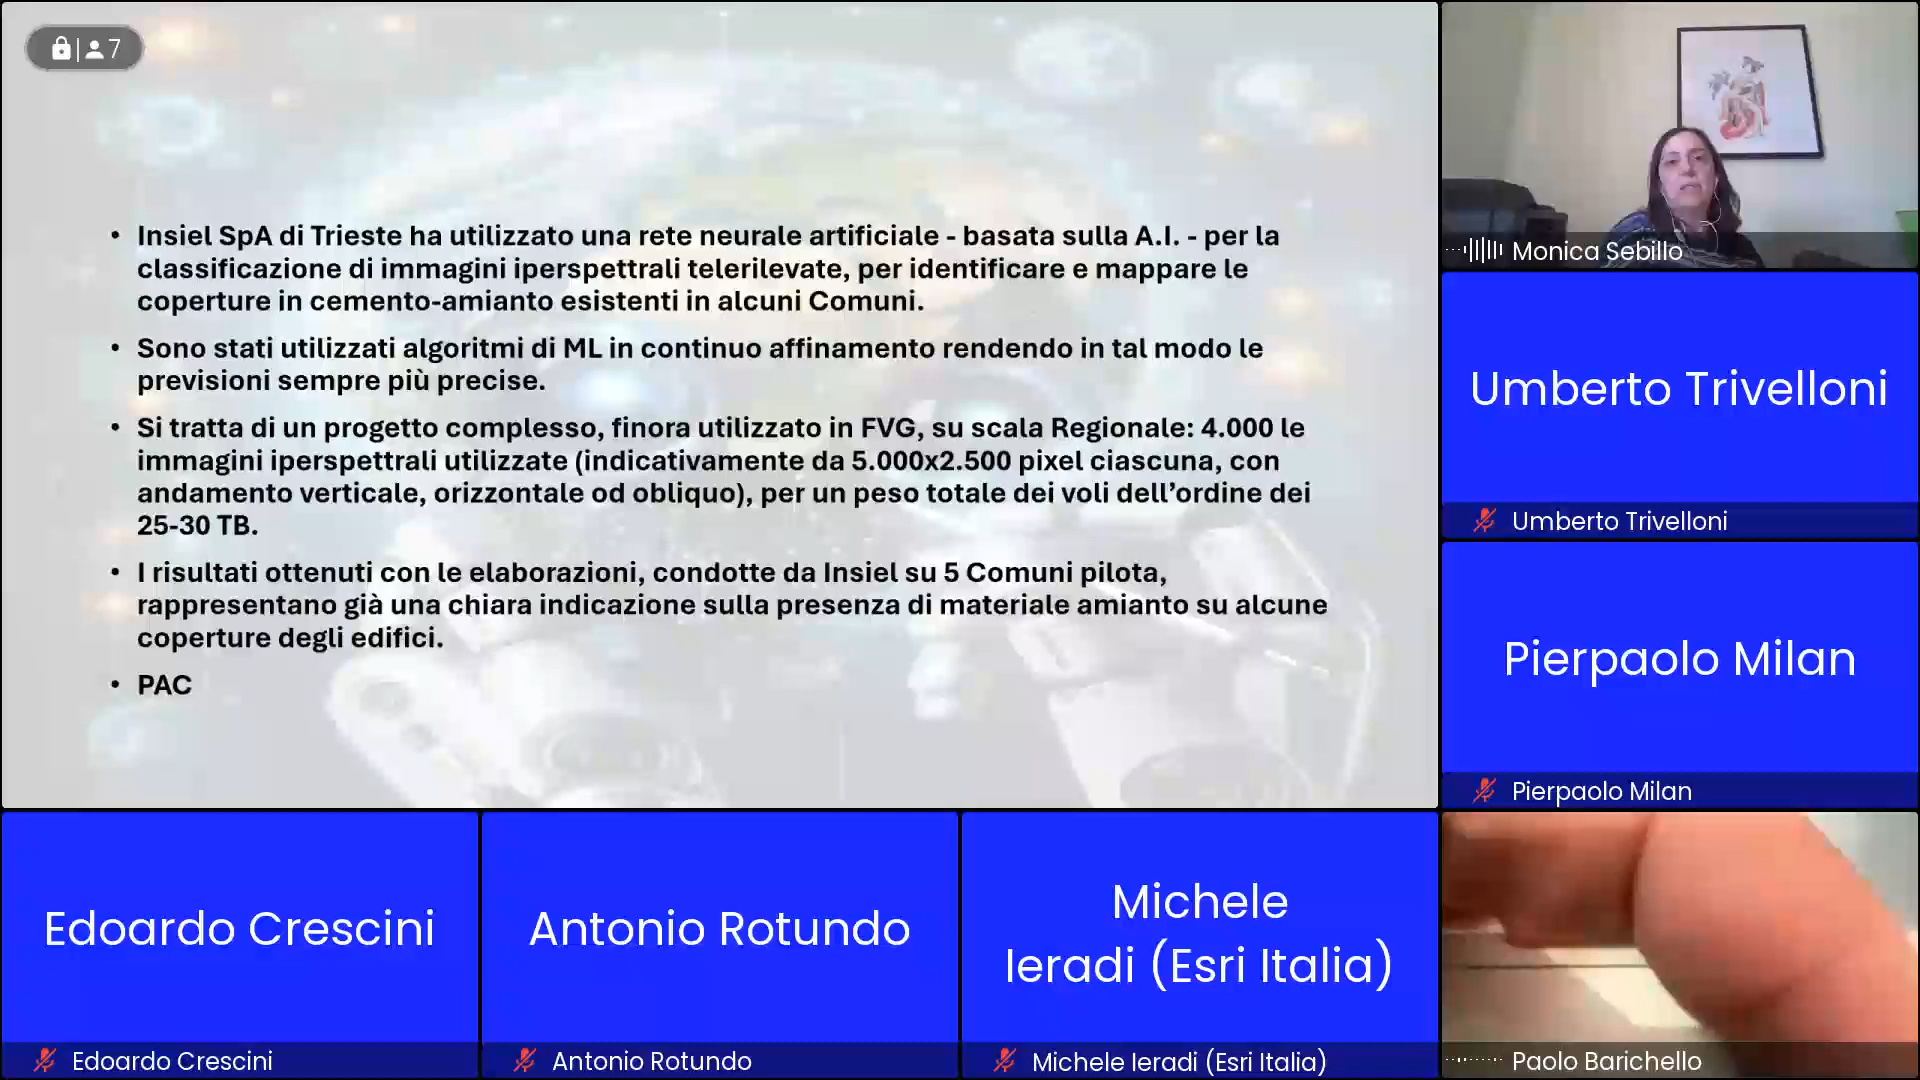 7
• Insiel SpA di Trieste ha utilizzato una rete neurale artificiale - basata sulla A.I. - per la
classificazione di immagini iperspettrali telerilevate, per identificare e mappare le
coperture in cemento-amianto esistenti in alcuni Comuni.
• Sono stati utilizzati algoritmi di ML in continuo affinamento rendendo in tal modo le
previsioni sempre più precise.
• Si tratta di un progetto complesso, finora utilizzato in FVG, su scala Regionale: 4.000 le
immagini iperspettrali utilizzate (indicativamente da 5.000x2.500 pixel ciascuna, con
andamento verticale, orizzontale od obliquo), per un peso totale dei voli dell’ordine dei
25-30 TB.
• I risultati ottenuti con le elaborazioni, condotte da Insiel su 5 Comuni pilota,
rappresentano già una chiara indicazione sulla presenza di materiale amianto su alcune
coperture degli edifici.
• PAC
Monica Sebillo
Umberto Trivelloni
Umberto Trivelloni
Pierpaolo Milan
Pierpaolo Milan
Edoardo Crescini
Edoardo Crescini
Antonio Rotundo
Antonio Rotundo
Michele
Ieradi (Esri Italia)
Michele Ieradi (Esri Italia)
Paolo Barichello